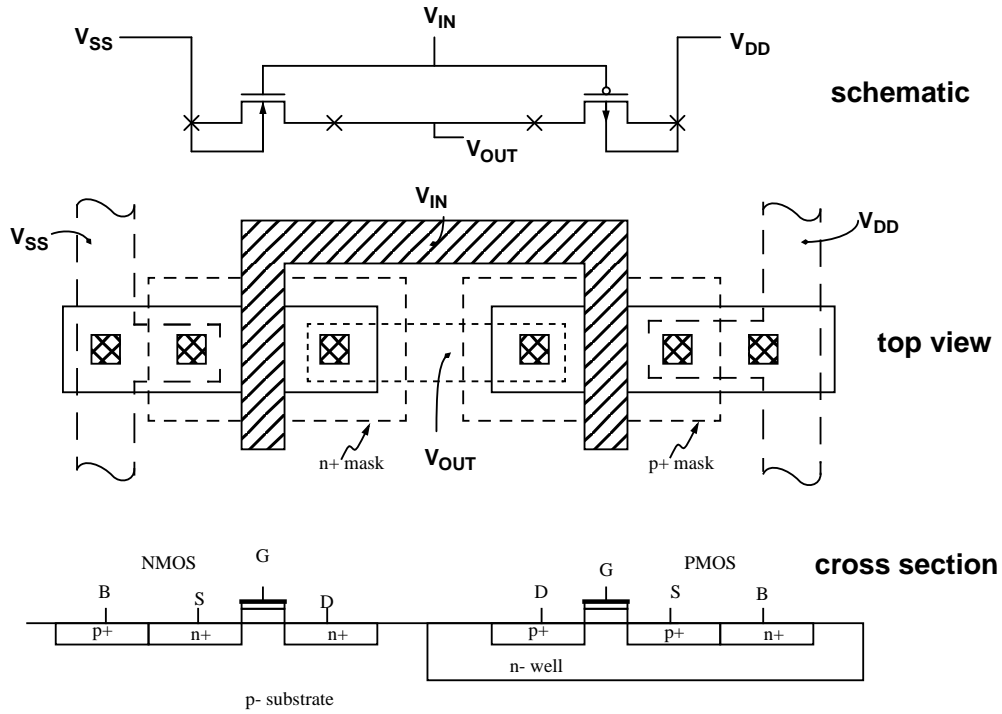 V_IN
V_SS
V_DD
schematic
V_OUT
V_IN
V_SS
V_DD
top view
n+ mask
V_OUT
p+ mask
cross section
NMOS
G
PMOS
G
B
S
D
D
S
B
p+
n+
n+
p+
p+
n+
n- well
p- substrate